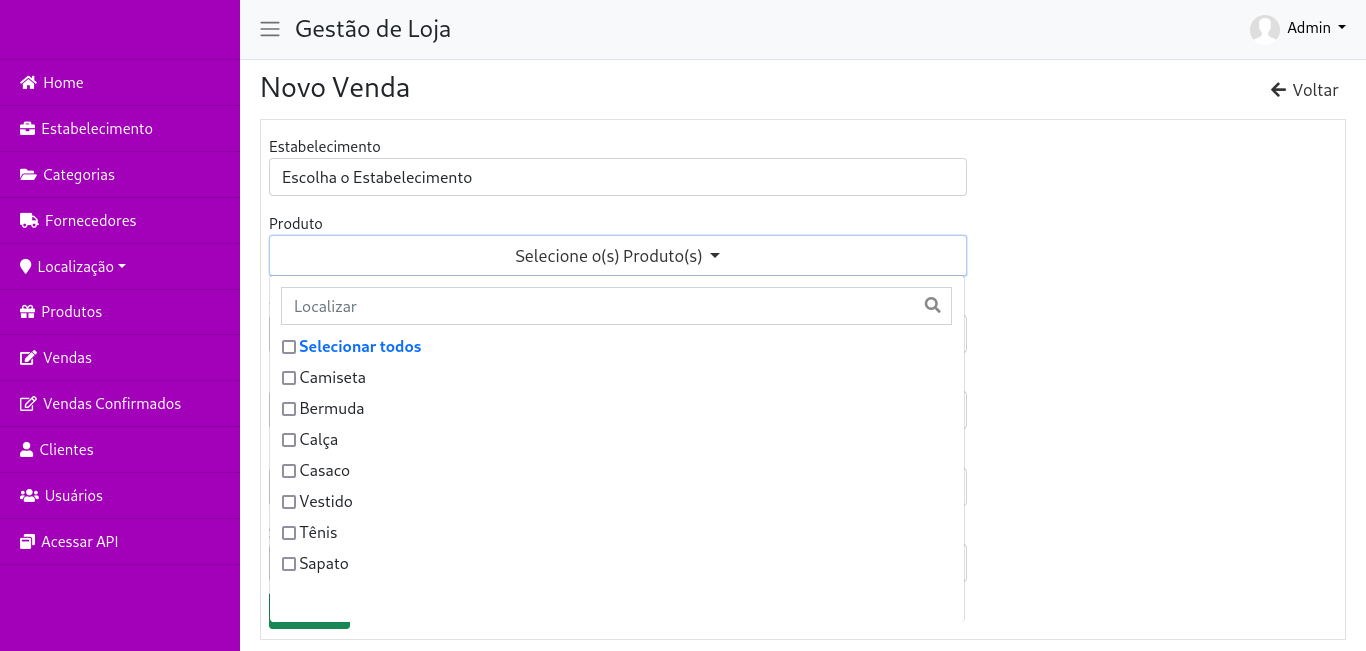 Gestão de Loja
Admin
Home
Estabelecimento
Categorias
Fornecedores
Localização
Produtos
Vendas
Vendas Confirmados
Clientes
Usuários
Acessar API
Novo Venda
Voltar
Estabelecimento
Escolha o Estabelecimento
Produto
Selecione o(s) Produto(s)
Localizar
Selecionar todos
Camiseta
Bermuda
Calça
Casaco
Vestido
Tênis
Sapato